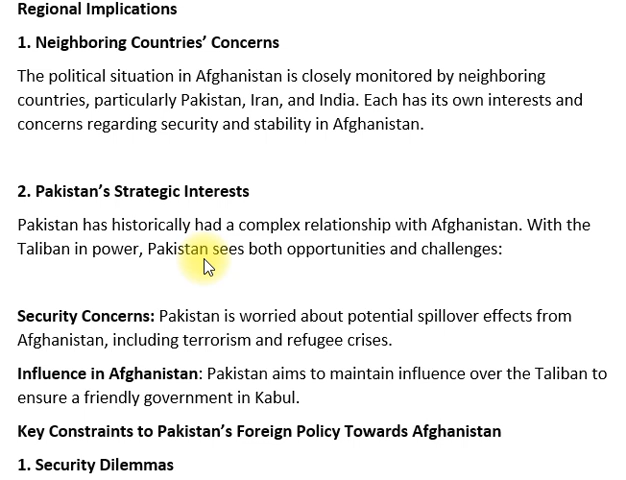 Regional Implications
1. Neighboring Countries’ Concerns
The political situation in Afghanistan is closely monitored by neighboring
countries, particularly Pakistan, Iran, and India. Each has its own interests and
concerns regarding security and stability in Afghanistan.
2. Pakistan’s Strategic Interests
Pakistan has historically had a complex relationship with Afghanistan. With the
Taliban in power, Pakistan sees both opportunities and challenges:
Security Concerns: Pakistan is worried about potential spillover effects from
Afghanistan, including terrorism and refugee crises.
Influence in Afghanistan: Pakistan aims to maintain influence over the Taliban to
ensure a friendly government in Kabul.
Key Constraints to Pakistan’s Foreign Policy Towards Afghanistan
1. Security Dilemmas